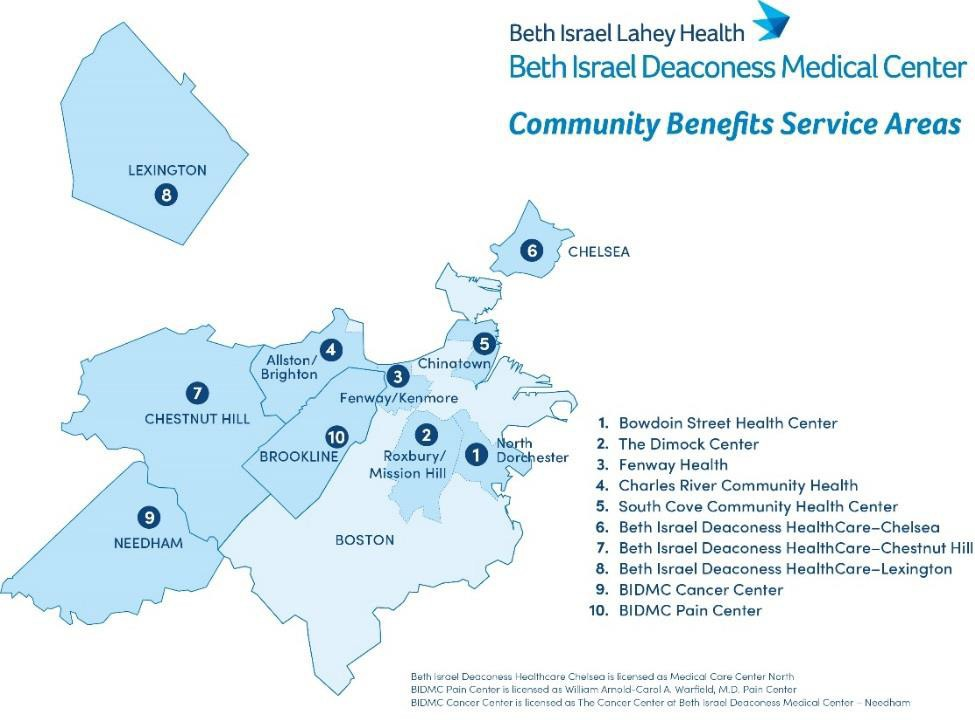 Beth Israel Lahey Health
Beth Israel Deaconess Medical Center
Community Benefits Service Areas
LEXINGTON
8
6
CHELSEA
5
Chinatown
4
Allston/
Brighton
3
Fenway/Kenmore
7
CHESTNUT HILL
10
BROOKLINE
2
Roxbury/
Mission Hill
1
North
Dorchester
9
NEEDHAM
BOSTON
1. Bowdoin Street Health Center
2. The Dimock Center
3. Fenway Health
4. Charles River Community Health
5. South Cove Community Health Center
6. Beth Israel Deaconess HealthCare–Chelsea
7. Beth Israel Deaconess HealthCare–Chestnut Hill
8. Beth Israel Deaconess HealthCare–Lexington
9. BIDMC Cancer Center
10. BIDMC Pain Center
Beth Israel Deaconess Healthcare Chelsea is licensed as Medical Care Center North
BIDMC Pain Center is licensed as William Arnold-Carol A. Warfield, M.D. Pain Center
BIDMC Cancer Center is licensed as The Cancer Center at Beth Israel Deaconess Medical Center – Needham